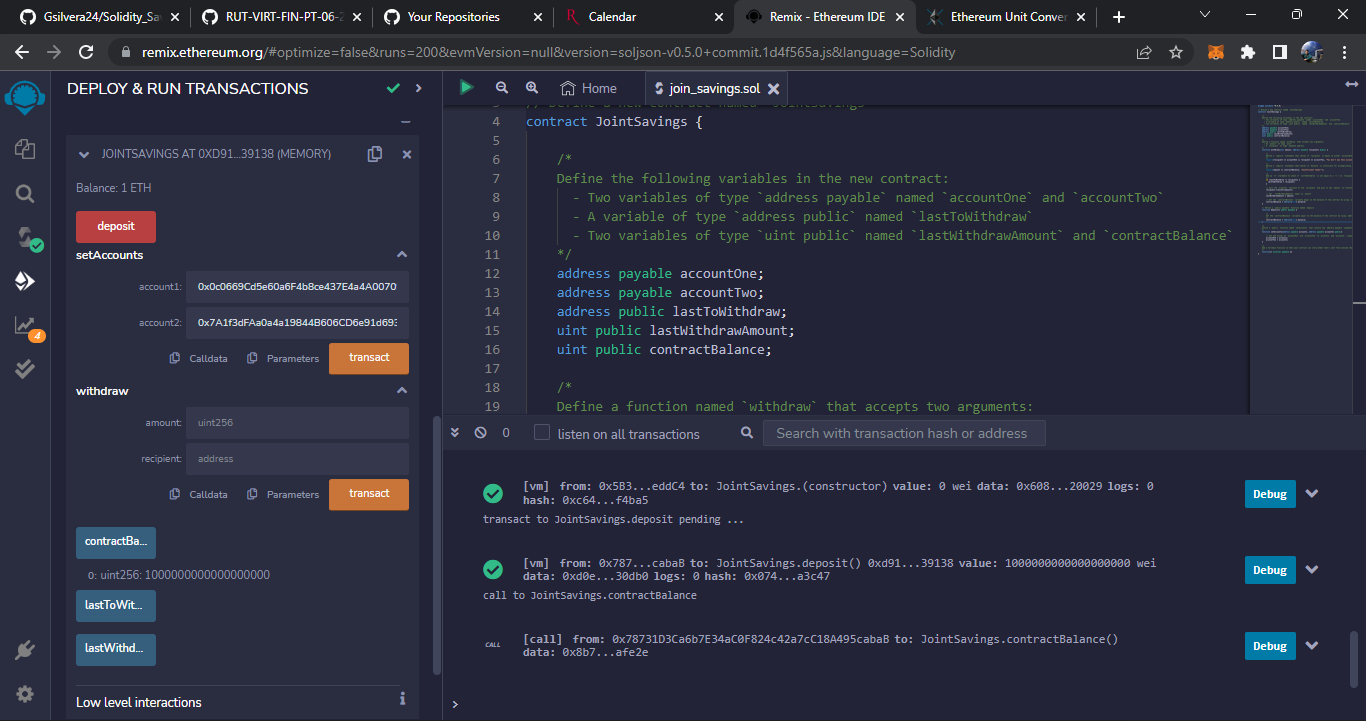 Gsilvera24/Solidity_Sa
RUT-VIRT-FIN-PT-06-2
Your Repositories
Calendar
Remix - Ethereum IDE
Ethereum Unit Conver
remix.ethereum.org/#optimize=false&runs=200&evmVersion=null&version=soljson-v0.5.0+commit.1d4f565a.js&language=Solidity
DEPLOY & RUN TRANSACTIONS
JOINTSAVINGS AT 0XD91...39138 (MEMORY)
Balance: 1 ETH
deposit
setAccounts
account1: 0x0c0669Cd5e60a6F4b8ce437E4a4A0070
account2: 0x7A1f3dFAa0a4a19844B606CD6e91d693
Calldata
Parameters
transact
withdraw
amount: uint256
recipient: address
Calldata
Parameters
transact
contractBa...
0: uint256: 1000000000000000000
lastToWit...
lastWithd...
Low level interactions
4
Home
join_savings.sol
3 // Define a new contract named `JointSavings`
4 contract JointSavings {
5
6 /*
7 Define the following variables in the new contract:
8 - Two variables of type `address payable` named `accountOne` and `accountTwo`
9 - A variable of type `address public` named `lastToWithdraw`
10 - Two variables of type `uint public` named `lastWithdrawAmount` and `contractBalance`
11 */
12 address payable accountOne;
13 address payable accountTwo;
14 address public lastToWithdraw;
15 uint public lastWithdrawAmount;
16 uint public contractBalance;
17
18 /*
19 Define a function named `withdraw` that accepts two arguments:
0
listen on all transactions
Search with transaction hash or address
[vm] from: 0x5B3...eddC4 to: JointSavings.(constructor) value: 0 wei data: 0x608...20029 logs: 0
hash: 0xc64...f4ba5
Debug
transact to JointSavings.deposit pending ...
[vm] from: 0x787...cabaB to: JointSavings.deposit() 0xd91...39138 value: 1000000000000000000 wei
data: 0xd0e...30db0 logs: 0 hash: 0x074...a3c47
Debug
call to JointSavings.contractBalance
CALL
[call] from: 0x78731D3Ca6b7E34aC0F824c42a7cC18A495cabaB to: JointSavings.contractBalance()
data: 0x8b7...afe2e
Debug
>